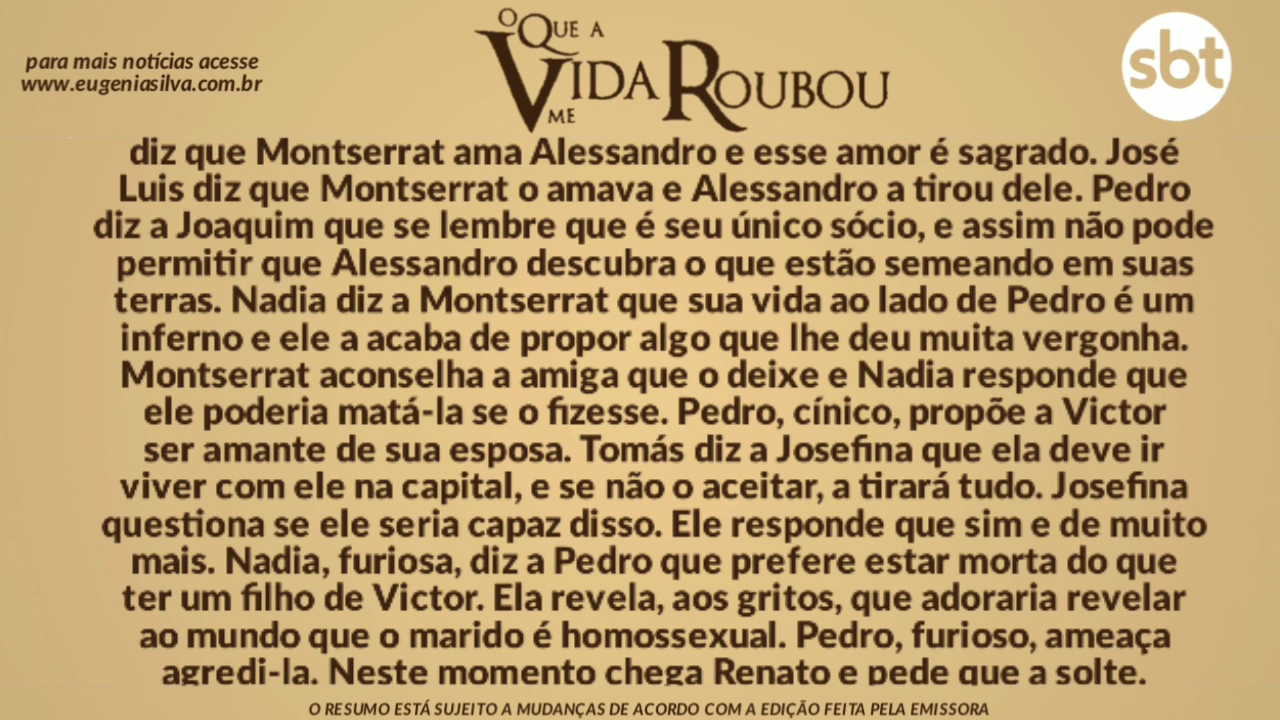 para mais notícias acesse
www.eugeniasilva.com.br
O QUE A
VIDA ROUBOU
ME
sbt
diz que Montserrat ama Alessandro e esse amor é sagrado. José
Luis diz que Montserrat o amava e Alessandro a tirou dele. Pedro
diz a Joaquim que se lembre que é seu único sócio, e assim não pode
permitir que Alessandro descubra o que estão semeando em suas
terras. Nadia diz a Montserrat que sua vida ao lado de Pedro é um
inferno e ele a acaba de propor algo que lhe deu muita vergonha.
Montserrat aconselha a amiga que o deixe e Nadia responde que
ele poderia matá-la se o fizesse. Pedro, cínico, propõe a Victor
ser amante de sua esposa. Tomás diz a Josefina que ela deve ir
viver com ele na capital, e se não o aceitar, a tirará tudo. Josefina
questiona se ele seria capaz disso. Ele responde que sim e de muito
mais. Nadia, furiosa, diz a Pedro que prefere estar morta do que
ter um filho de Victor. Ela revela, aos gritos, que adoraria revelar
ao mundo que o marido é homossexual. Pedro, furioso, ameaça
agredi-la. Neste momento chega Renato e pede que a solte.
O RESUMO ESTÁ SUJEITO A MUDANÇAS DE ACORDO COM A EDIÇÃO FEITA PELA EMISSORA